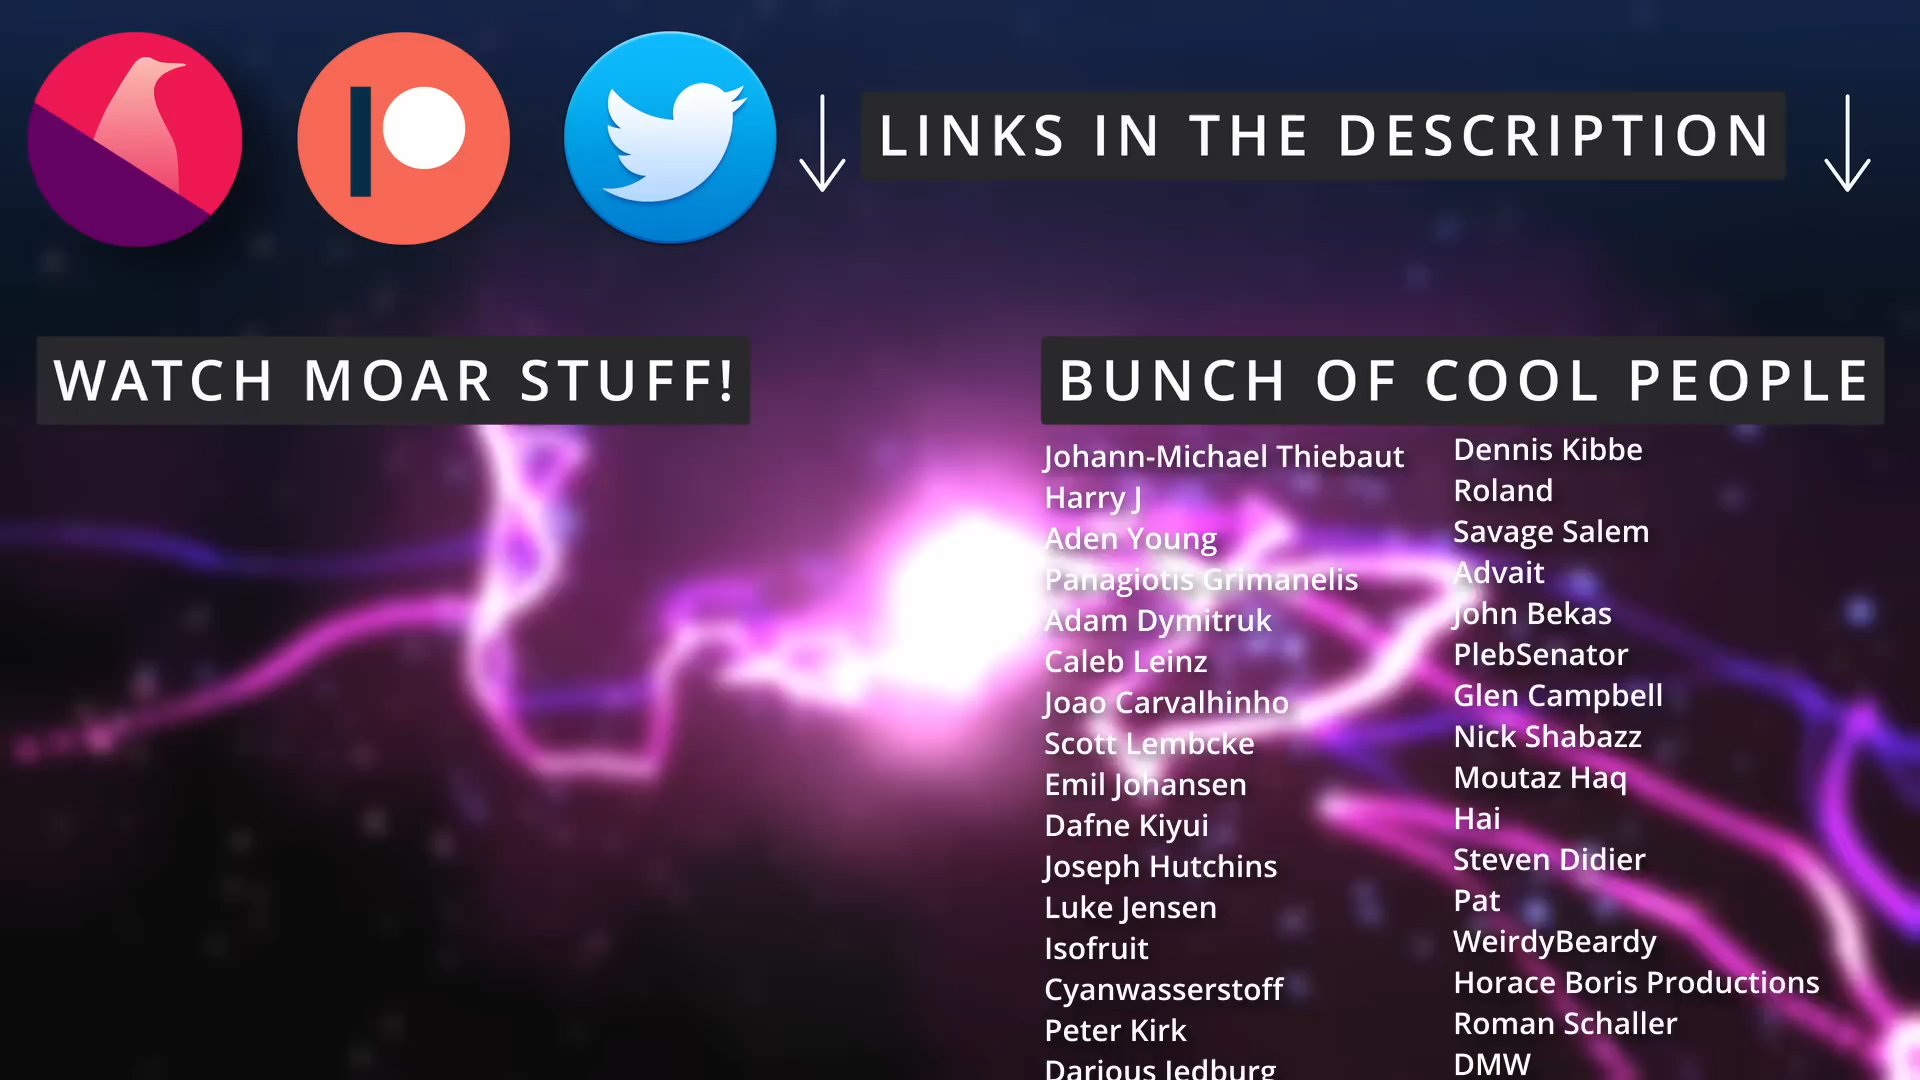 LINKS IN THE DESCRIPTION
WATCH MOAR STUFF!
BUNCH OF COOL PEOPLE
Johann-Michael Thiebaut
Harry J
Aden Young
Panagiotis Grimanelis
Adam Dymitruk
Caleb Leinz
Joao Carvalhinho
Scott Lembcke
Emil Johansen
Dafne Kiyui
Joseph Hutchins
Luke Jensen
Isofruit
Cyanwasserstoff
Peter Kirk
Darious Jedburg
Dennis Kibbe
Roland
Savage Salem
Advait
John Bekas
PlebSenator
Glen Campbell
Nick Shabazz
Moutaz Haq
Hai
Steven Didier
Pat
WeirdyBeardy
Horace Boris Productions
Roman Schaller
DMW